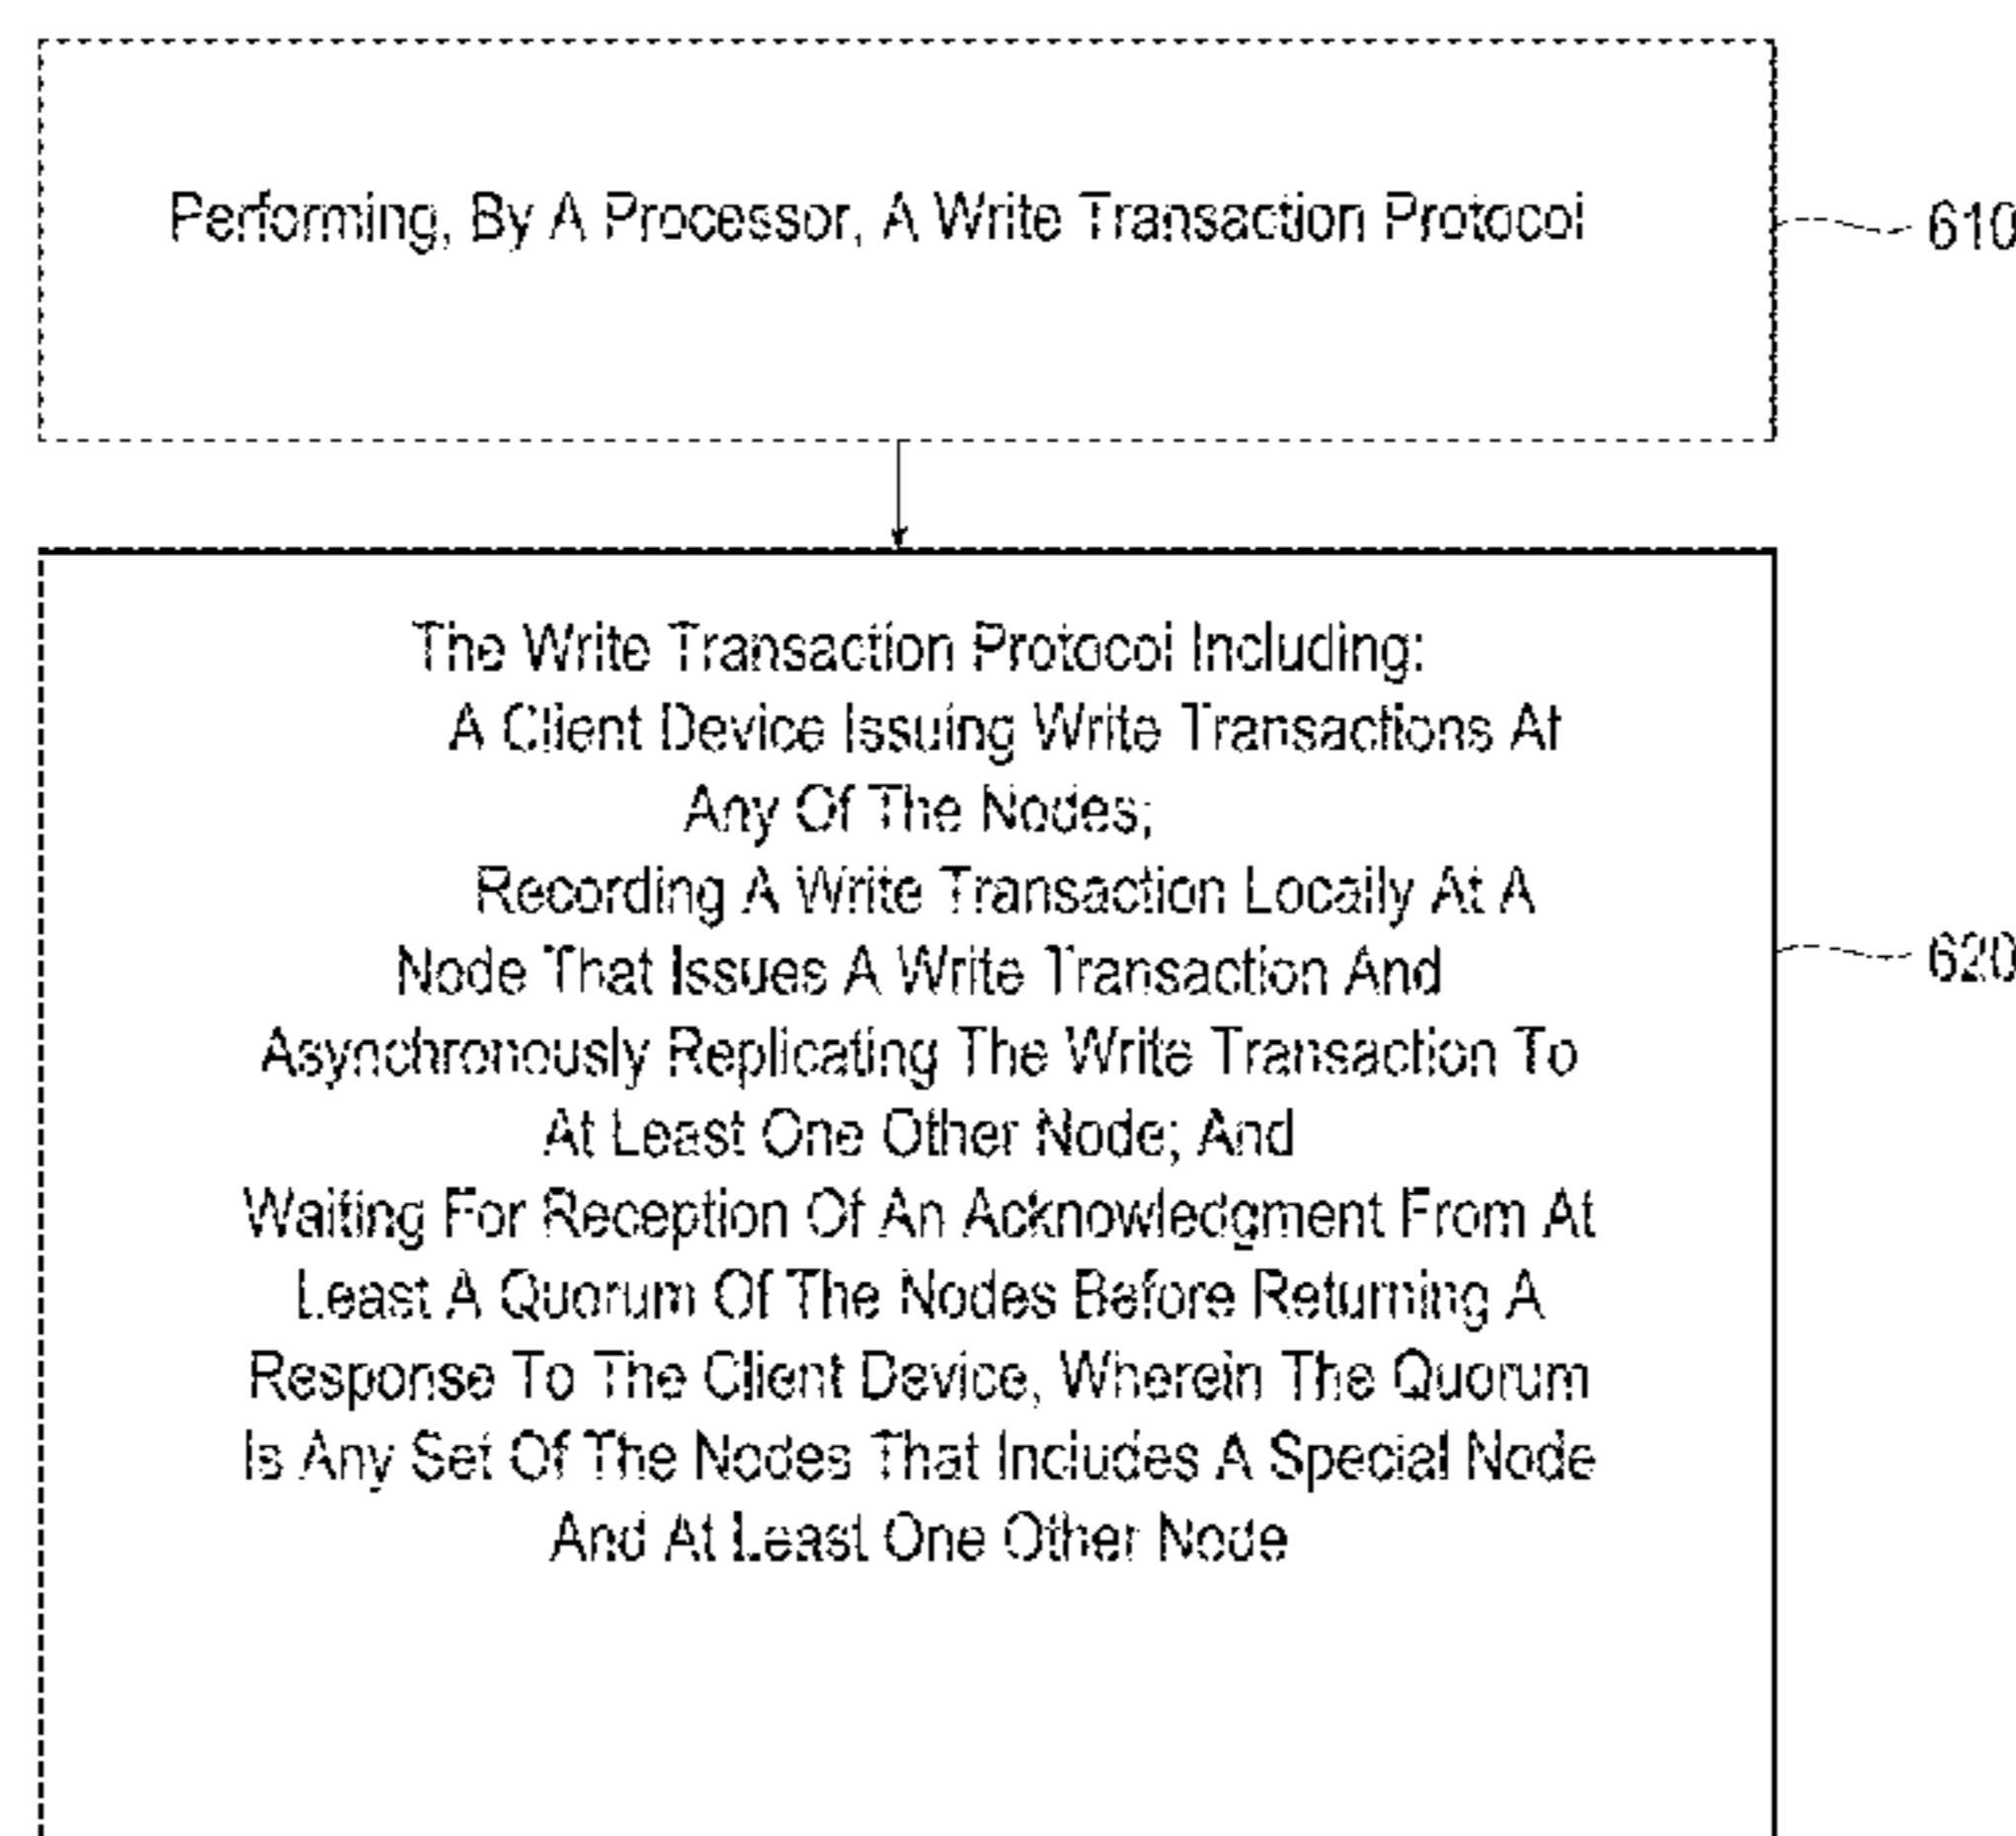 Performing, By A Processor, A Write Transaction Protocol
610
The Write Transaction Protocol Including:
A Client Device Issuing Write Transactions At
Any Of The Nodes;
Recording A Write Transaction Locally At A
Node That Issues A Write Transaction And
Asynchronously Replicating The Write Transaction To
At Least One Other Node; And
Waiting For Reception Of An Acknowledgment From At
Least A Quorum Of The Nodes Before Returning A
Response To The Client Device, Wherein The Quorum
Is Any Set Of The Nodes That Includes A Special Node
And At Least One Other Node
620